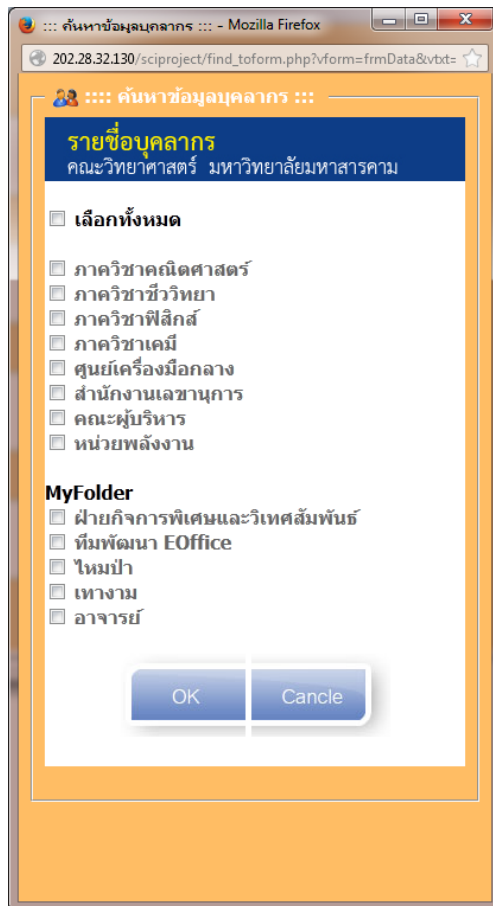 ::: ค้นหาข้อมูลบุคลากร ::: - Mozilla Firefox
202.28.32.130/sciproject/find_toform.php?vform=frmData&vtxt=
:::: ค้นหาข้อมูลบุคลากร :::
รายชื่อบุคลากร
คณะวิทยาศาสตร์ มหาวิทยาลัยมหาสารคาม
เลือกทั้งหมด
ภาควิชาคณิตศาสตร์
ภาควิชาชีววิทยา
ภาควิชาฟิสิกส์
ภาควิชาเคมี
ศูนย์เครื่องมือกลาง
สำนักงานเลขานุการ
คณะผู้บริหาร
หน่วยพลังงาน
MyFolder
ฝ่ายกิจการพิเศษและวิเทศสัมพันธ์
ทีมพัฒนา EOffice
ไหมป่า
เทางาม
อาจารย์
OK Cancle